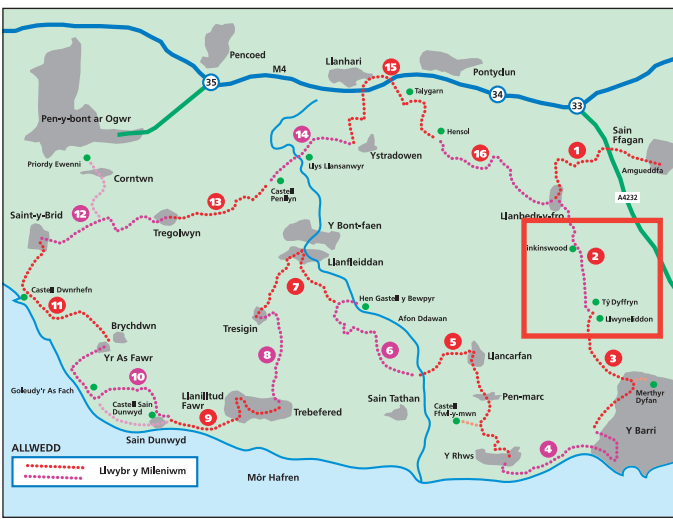 Pencoed
M4
35
Llanhari
15
Pontyclun
Talygarn
34
33
Pen-y-bont ar Ogwr
Hensol
Sain
Ffagan
14
1
Priordy Ewenni
Llys Llansanwyr
Ystradowen
16
Amgueddfa
Corntwn
Castell
Penllyn
A4232
13
Llanbedr-y-fro
12
Saint-y-Brid
Tregolwyn
Y Bont-faen
inkinswood
2
Llanfleiddan
Castell Dwnrhefn
7
Hen Gastell y Bewpyr
Tŷ Dyffryn
11
Afon Ddawan
Llwyneliddon
Brychdwn
Tresigin
5
Yr As Fawr
8
6
Llancarfan
3
10
Goleudy'r As Fach
Llanilltud
Fawr
Merthyr
Dyfan
Castell Sain
Dunwyd
Sain Tathan
Pen-marc
9
Trebefered
Castell
Ffwl-y-mwn
Sain Dunwyd
Y Barri
ALLWEDD
4
Y Rhws
Llwybr y Mileniwm
Môr Hafren